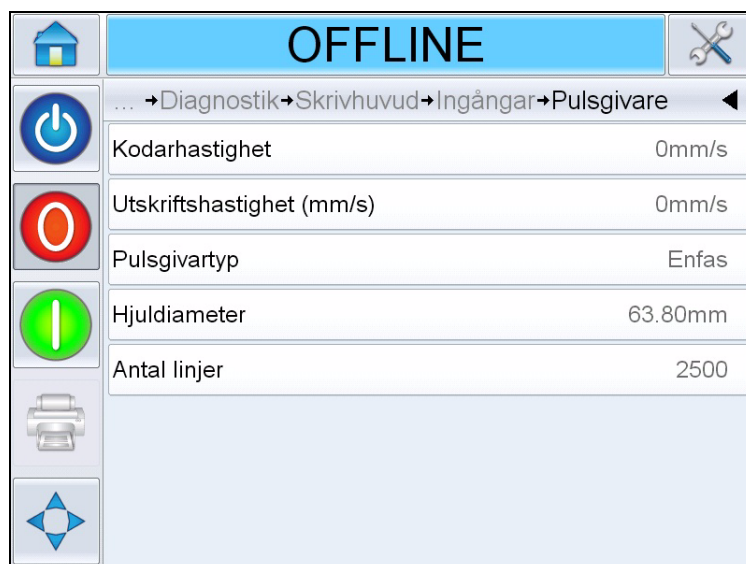 OFFLINE
... →Diagnostik→Skrivhuvud→Ingångar→Pulsgivare
Kodarhastighet 0mm/s
Utskriftshastighet (mm/s) 0mm/s
Pulsgivartyp Enfas
Hjuldiameter 63.80mm
Antal linjer 2500